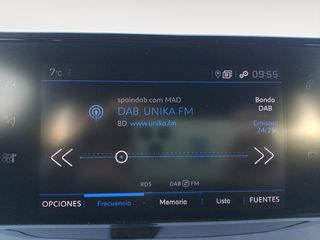 7°C
09:55
spaindab.com MAD
DAB UNIKA FM
8D www.unika.fm
Banda
DAB
Emisora
24/25
RDS DAB FM
OPCIONES Frecuencia Memoria Lista FUENTES